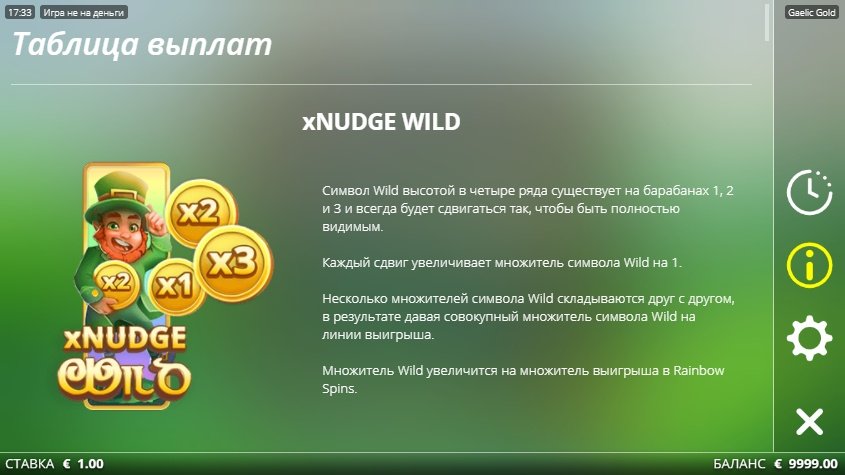 17:33 Игра не на деньги Gaelic Gold
Таблица выплат
xNUDGE WILD
Символ Wild высотой в четыре ряда существует на барабанах 1, 2
и 3 и всегда будет сдвигаться так, чтобы быть полностью
видимым.
Каждый сдвиг увеличивает множитель символа Wild на 1.
Несколько множителей символа Wild складываются друг с другом,
в результате давая совокупный множитель символа Wild на
линии выигрыша.
Множитель Wild увеличится на множитель выигрыша в Rainbow
Spins.
x2
x3
x2 x1
xNUDGE
WILD
СТАВКА € 1.00 БАЛАНС € 9999.00